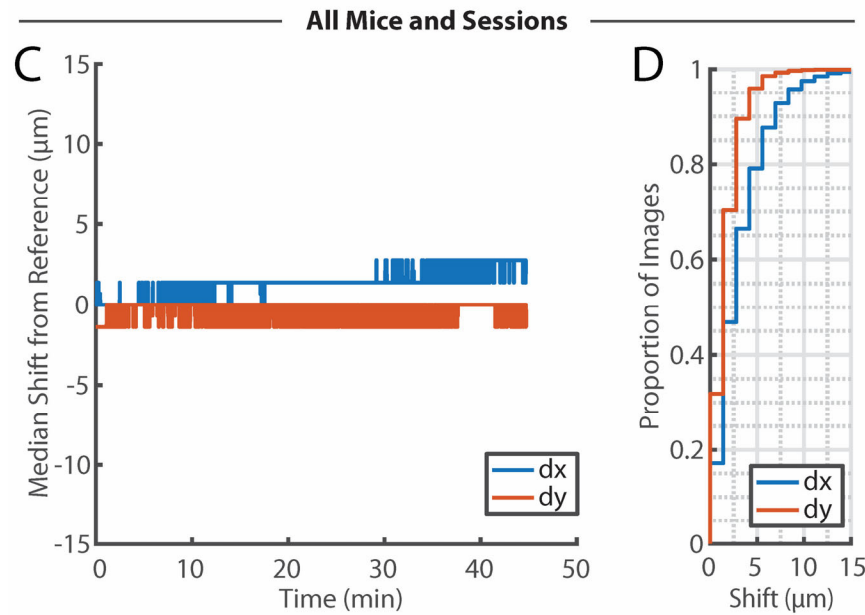 All Mice and Sessions
C
Median Shift from Reference (µm)
15
10
5
0
-5
-10
-15
0
10
20
30
40
50
Time (min)
dx
dy
D
Proportion of Images
1
0.8
0.6
0.4
0.2
0
0
5
10
15
Shift (µm)
dx
dy